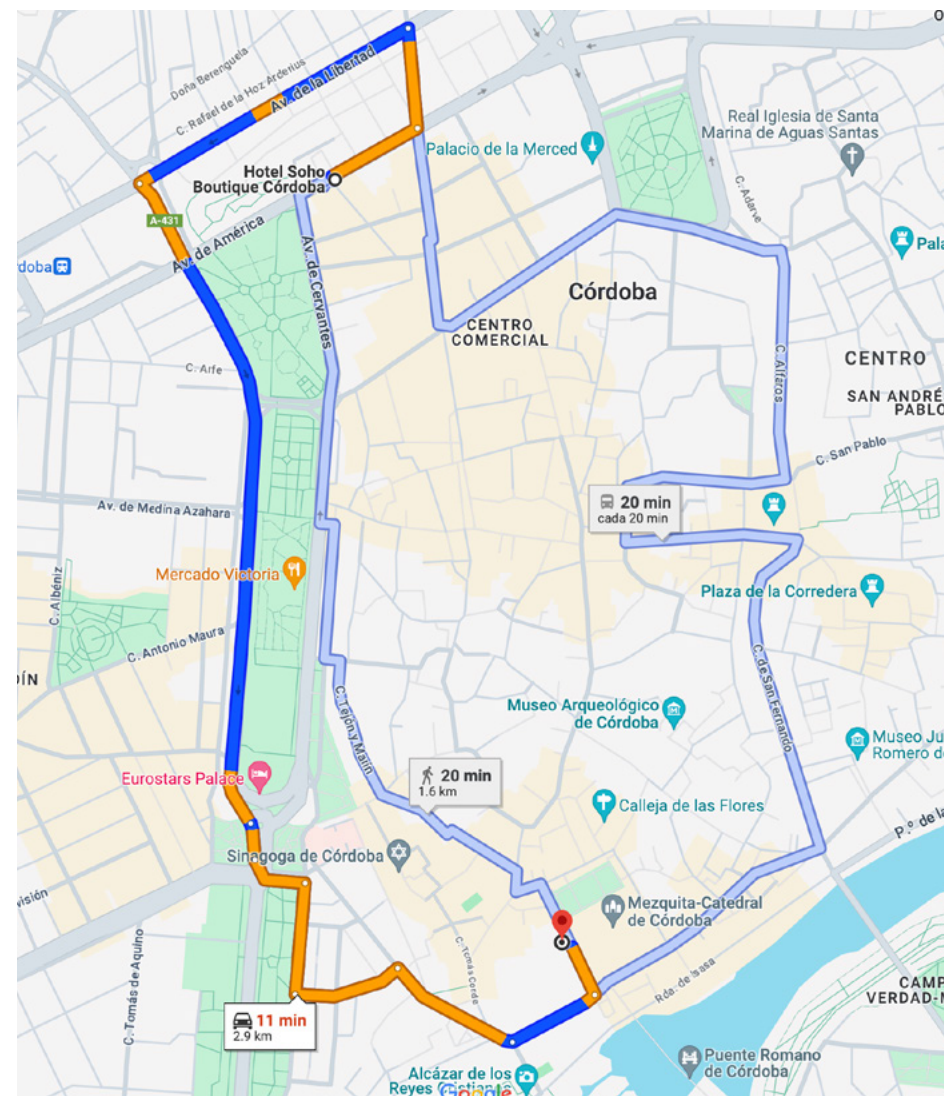 O
Doña Berenguela
C. Rafael de la Hoz Arderius
Av. de la Libertad
Real Iglesia de Santa
Marina de Aguas Santas
Palacio de la Merced
Hotel Soho
Boutique Córdoba
C. Adarve
A-431
Av. de América
Av. de Cervantes
Pala
doba
Córdoba
CENTRO
COMERCIAL
C. Alfaros
CENTRO
C. Arfe
SAN ANDRÉ
PABLO
C. San Pablo
20 min
cada 20 min
Av. de Medina Azahara
Mercado Victoria
C. Albéniz
Plaza de la Corredera
C. Antonio Maura
DÍN
C. Tejón y Marín
C. de San Fernando
Museo Arqueológico
de Córdoba
Museo Ju
Romero de
Eurostars Palace
20 min
1.6 km
Calleja de las Flores
P.º de la
Sinagoga de Córdoba
visión
Mezquita-Catedral
de Córdoba
C. Tomás de Aquino
C. Tomás Conde
Rda. de Isasa
CAMP
VERDAD-M
11 min
2.9 km
Puente Romano
de Córdoba
Alcázar de los
Reyes Cristianos
Google